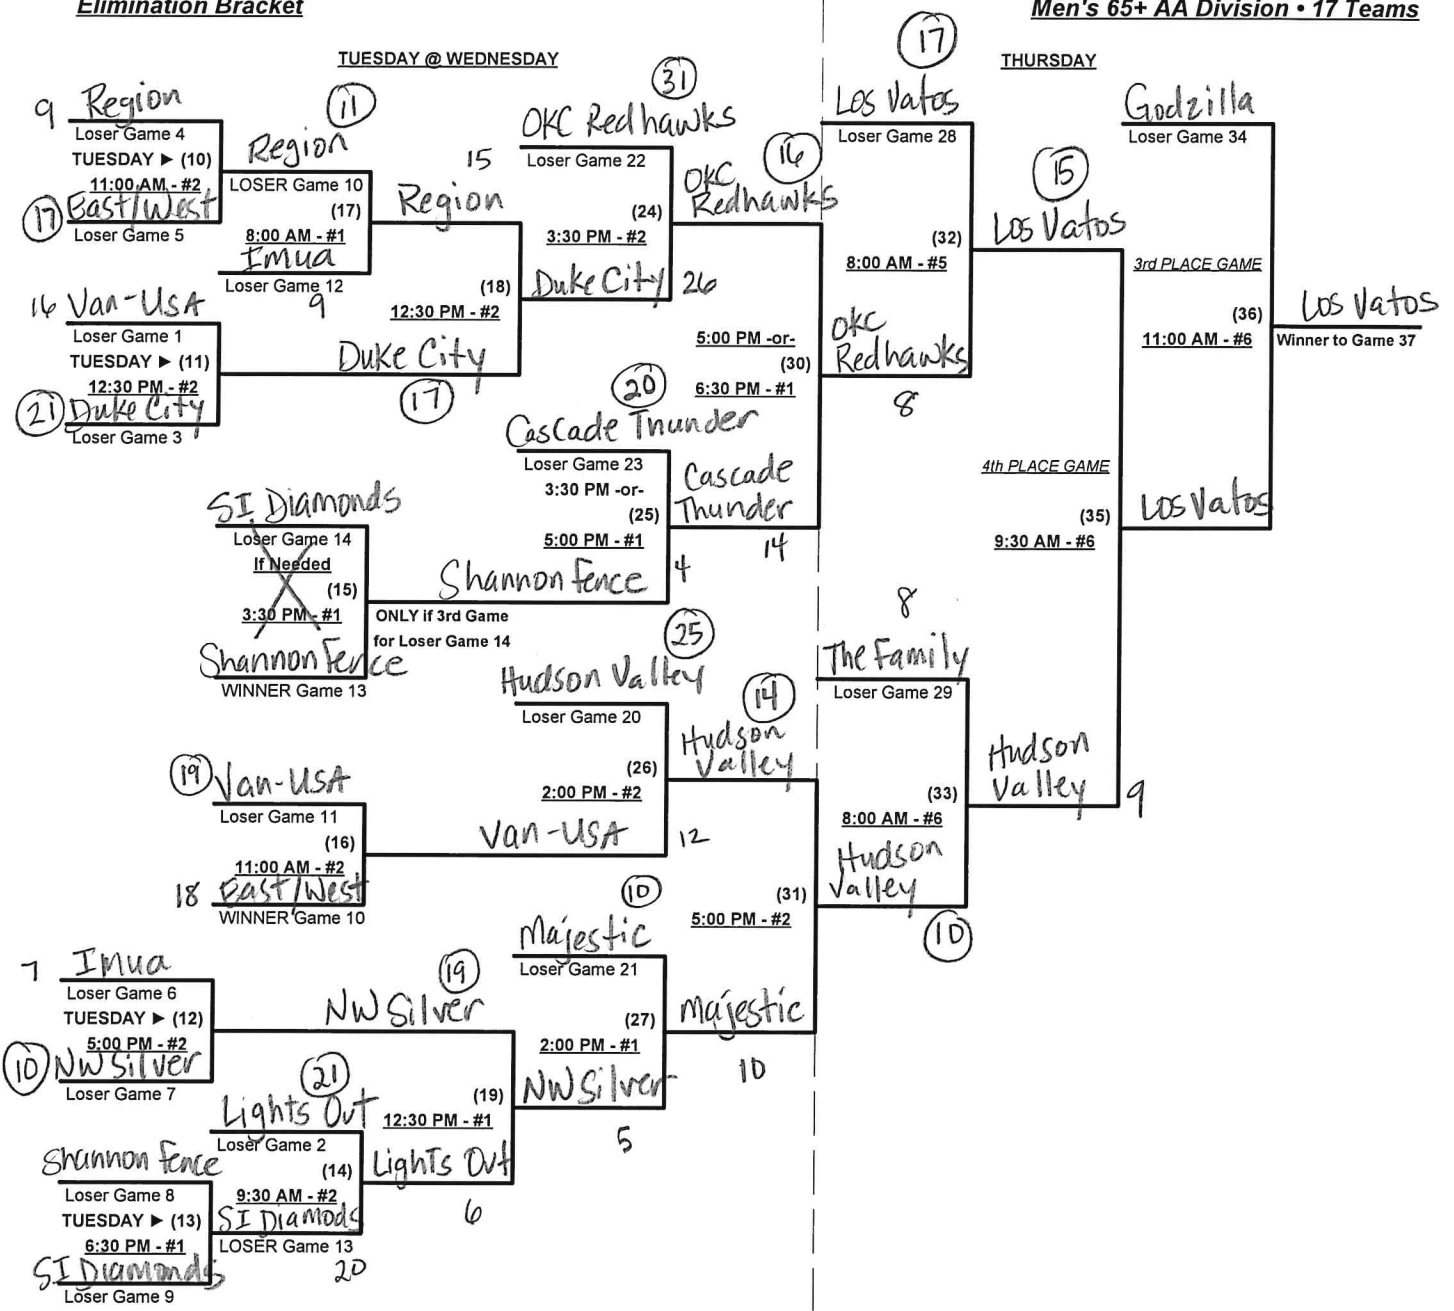 Elimination Bracket
Men's 65+ AA Division • 17 Teams
TUESDAY @ WEDNESDAY
THURSDAY
9 Region
Loser Game 4
TUESDAY ► (10)
11:00 AM - #2
17 East/West
Loser Game 5
11
Region
LOSER Game 10
(17)
8:00 AM - #1
Imua
Loser Game 12
9
16 Van-USA
Loser Game 1
TUESDAY ► (11)
12:30 PM - #2
21 Duke City
Loser Game 3
15
Region
(18)
12:30 PM - #2
Duke City
17
31
OKC Redhawks
Loser Game 22
(24)
3:30 PM - #2
Duke City 26
16
OKC
Redhawks
5:00 PM -or-
(30)
6:30 PM - #1
20
Cascade Thunder
Loser Game 23
3:30 PM -or-
(25)
5:00 PM - #1
Cascade
Thunder
14
SI Diamonds
Loser Game 14
If Needed
(15)
3:30 PM - #1
Shannon Fence
WINNER Game 13
Shannon Fence 4
ONLY if 3rd Game
for Loser Game 14
17
Los Vatos
Loser Game 28
(32)
8:00 AM - #5
OKC
Redhawks
8
15
Los Vatos
4th PLACE GAME
(35)
9:30 AM - #6
Godzilla
Loser Game 34
3rd PLACE GAME
(36)
11:00 AM - #6
Los Vatos
Los Vatos
Winner to Game 37
25
Hudson Valley
Loser Game 20
(26)
2:00 PM - #2
Van-USA 12
19 Van-USA
Loser Game 11
(16)
11:00 AM - #2
18 East/West
WINNER Game 10
14
Hudson
Valley
(31)
5:00 PM - #2
8
The Family
Loser Game 29
(33)
8:00 AM - #6
Hudson
Valley
10
Hudson
Valley 9
7 Imua
Loser Game 6
TUESDAY ► (12)
5:00 PM - #2
10 NW Silver
Loser Game 7
19
NW Silver
(19)
12:30 PM - #1
Lights Out
6
10
Majestic
Loser Game 21
(27)
2:00 PM - #1
NW Silver
5
Majestic
10
21
Lights Out
Loser Game 2
(14)
9:30 AM - #2
SI Diamods
LOSER Game 13
20
Shannon Fence
Loser Game 8
TUESDAY ► (13)
6:30 PM - #1
SI Diamonds
Loser Game 9